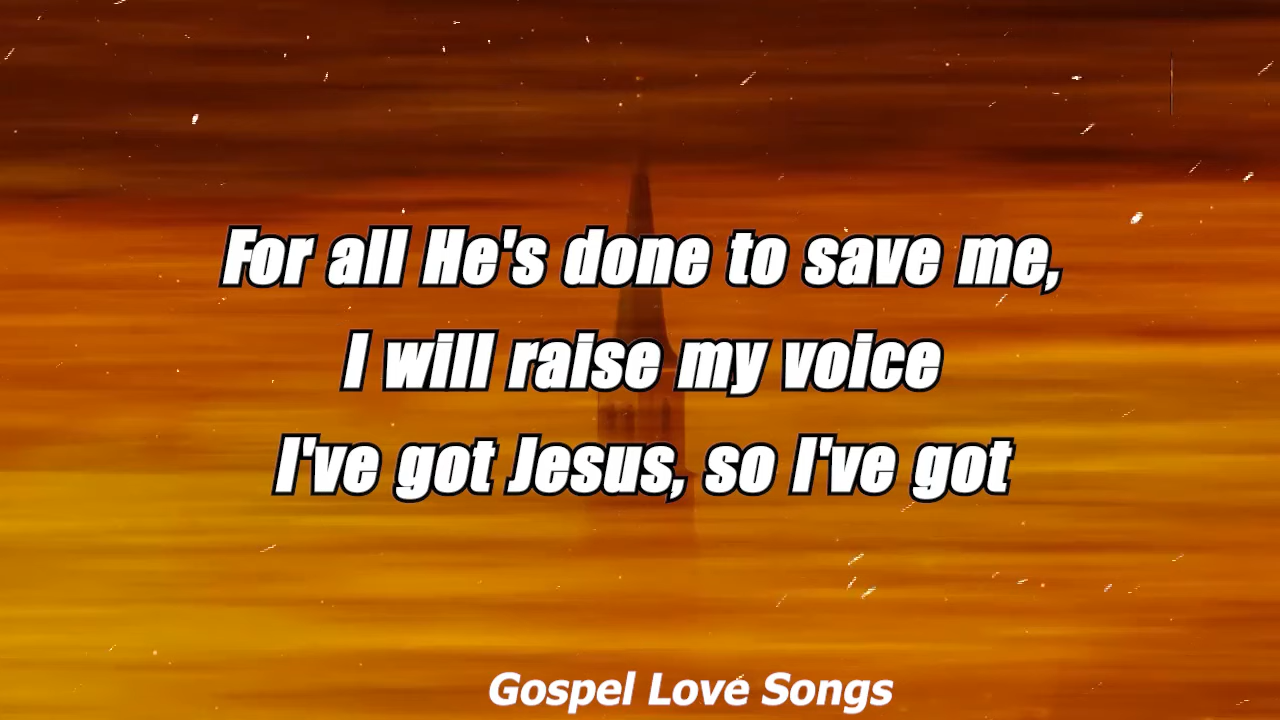 For all He's done to save me,
I will raise my voice
I've got Jesus, so I've got
Gospel Love Songs